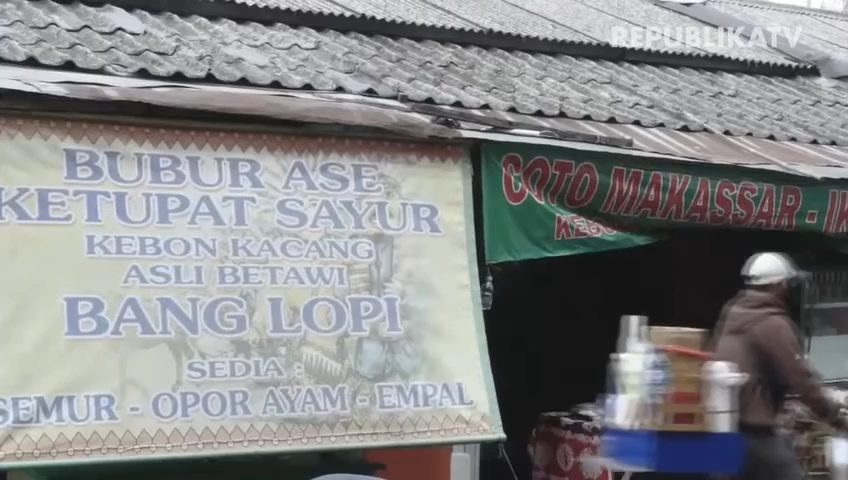 REPUBLIKATV
BUBUR ASE
KETUPAT SAYUR
KEBON KACANG
ASLI BETAWI
BANG LOPI
SEDIA :
SEMUR - OPOR AYAM - EMPAL
COTO MAKASSAR -